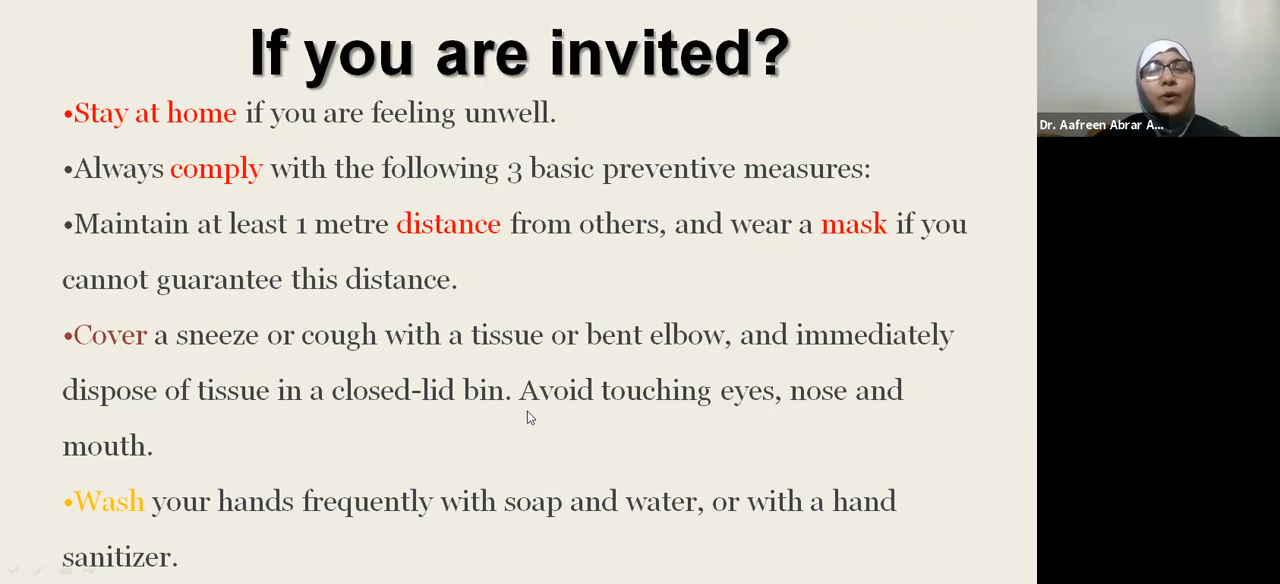 If you are invited?
•Stay at home if you are feeling unwell.
•Always comply with the following 3 basic preventive measures:
•Maintain at least 1 metre distance from others, and wear a mask if you
cannot guarantee this distance.
•Cover a sneeze or cough with a tissue or bent elbow, and immediately
dispose of tissue in a closed-lid bin. Avoid touching eyes, nose and
mouth.
•Wash your hands frequently with soap and water, or with a hand
sanitizer.
Dr. Aafreen Abrar A...